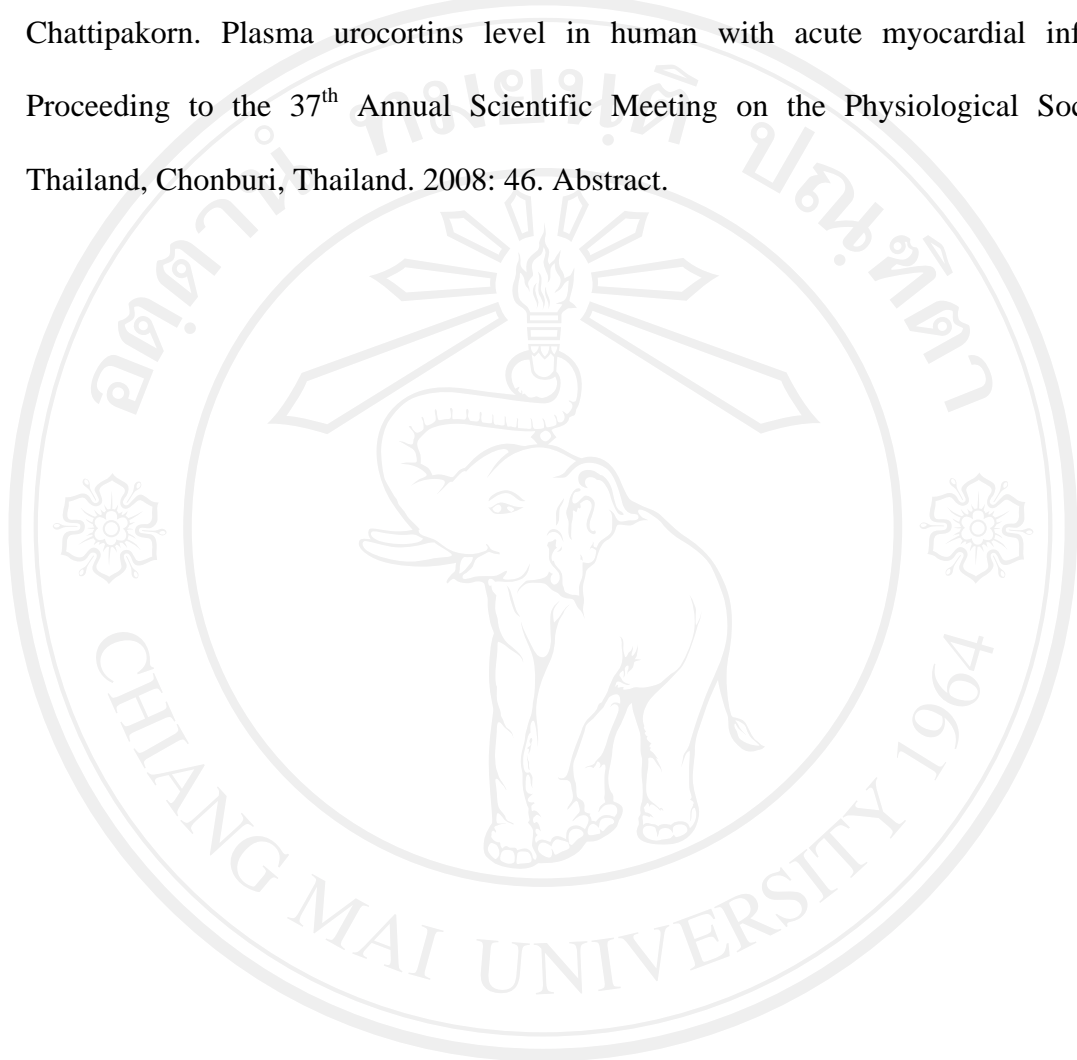 Chattipakorn. Plasma urocortins level in human with acute myocardial inf
Proceeding to the 37th Annual Scientific Meeting on the Physiological Soc
Thailand, Chonburi, Thailand. 2008: 46. Abstract.
CHIANG MAI UNIVERSITY 1964